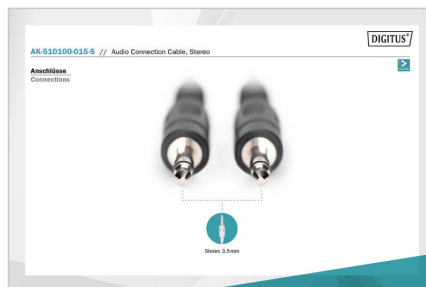 DIGITUS®
AK-510100-015-S // Audio Connection Cable, Stereo
Anschlüsse
Connections
Stereo 3.5mm